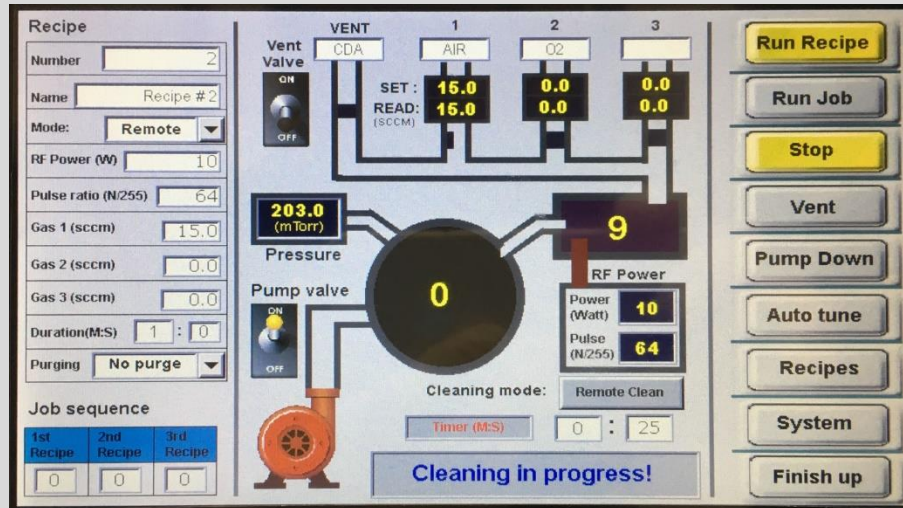 Recipe
Number 2
Name Recipe # 2
Mode: Remote
RF Power (W) 10
Pulse ratio (N/255) 64
Gas 1 (sccm) 15.0
Gas 2 (sccm) 0.0
Gas 3 (sccm) 0.0
Duration(M:S) 1 : 0
Purging No purge
Job sequence
1st Recipe
2nd Recipe
3rd Recipe
0 0 0
VENT 1 2 3
Vent Valve
CDA AIR O2
ON
OFF
SET : 15.0 0.0 0.0
READ: 15.0 0.0 0.0
(SCCM)
203.0
(mTorr)
Pressure
9
0
Pump valve
ON
OFF
RF Power
Power (Watt) 10
Pulse (N/255) 64
Cleaning mode: Remote Clean
Timer (M:S) 0 : 25
Cleaning in progress!
Run Recipe
Run Job
Stop
Vent
Pump Down
Auto tune
Recipes
System
Finish up